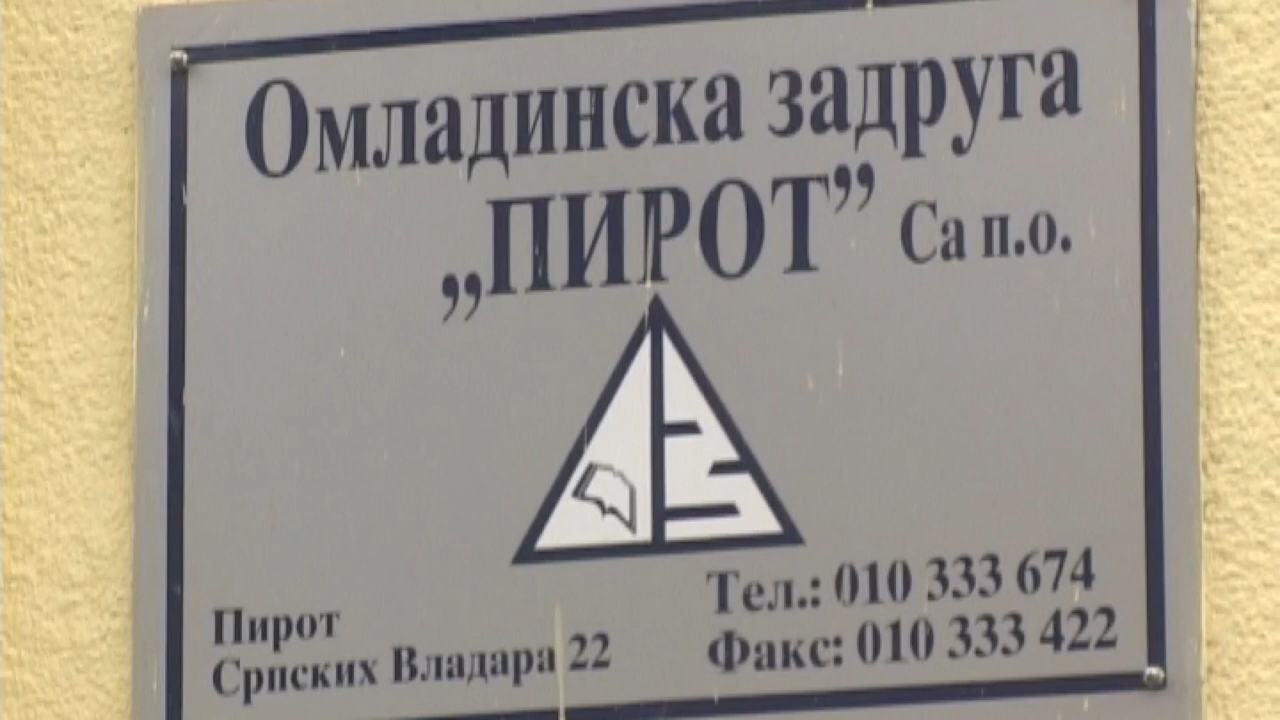 Омладинска задруга
„ПИРОТ” Са п.о.
Пирот
Српских Владара 22
Тел.: 010 333 674
Факс: 010 333 422